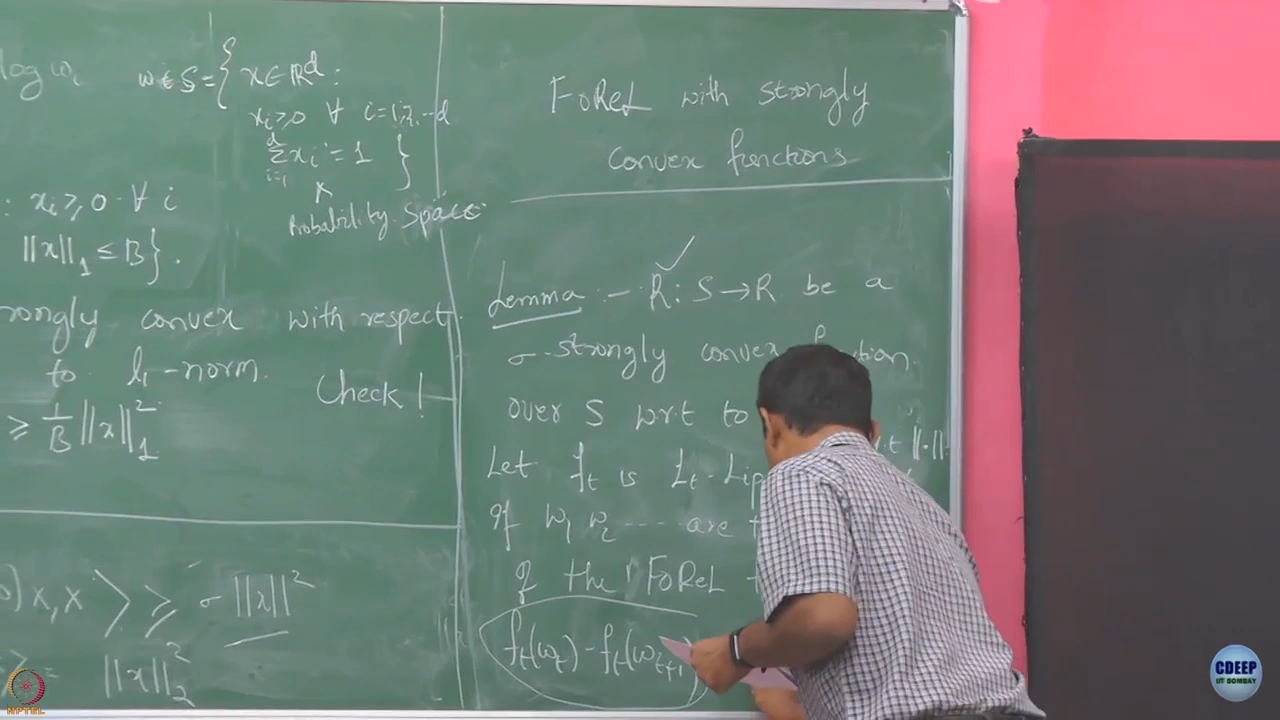 log wᵢ w ∈ S = { x ∈ ℝᵈ :
xᵢ ≥ 0 ∀ i = 1, 2, --d
Σᵢ₌₁ᵈ xᵢ = 1 }
Probability Space
: xᵢ ≥ 0 ∀ i
‖x‖₁ ≤ B}.
rongly convex with respect
to l₁-norm. Check!
≥ 1/B ‖x‖₁²
x, x > ≥ σ ‖x‖²
> = ‖x‖₂²
FoReL with strongly
convex functions
Lemma :- R: S → R be a
σ-strongly convex
over S w.r.t to ‖·‖.
Let fₜ is Lₜ-Lip
If w₁ w₂ ---- are
of the FoReL
fₜ(wₜ) - fₜ(wₜ₊₁)
CDEEP
IIT BOMBAY
NPTEL